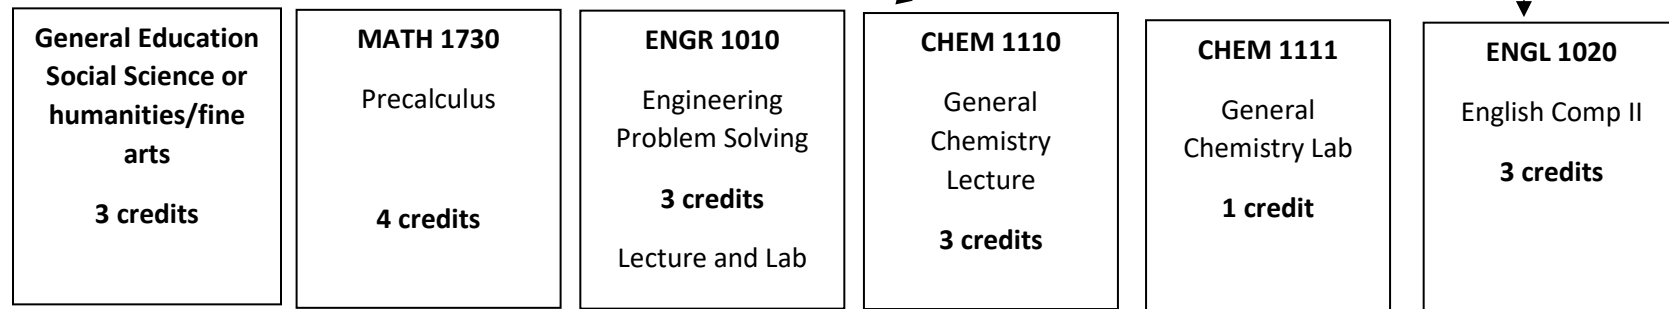 General Education
Social Science or
humanities/fine
arts
3 credits
MATH 1730
Precalculus
4 credits
ENGR 1010
Engineering
Problem Solving
3 credits
Lecture and Lab
CHEM 1110
General
Chemistry
Lecture
3 credits
CHEM 1111
General
Chemistry Lab
1 credit
ENGL 1020
English Comp II
3 credits